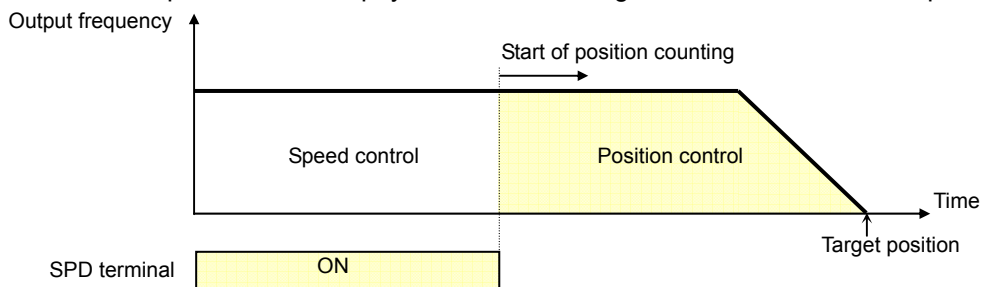 Output frequency
Start of position counting
Speed control
Position control
Time
Target position
SPD terminal
ON